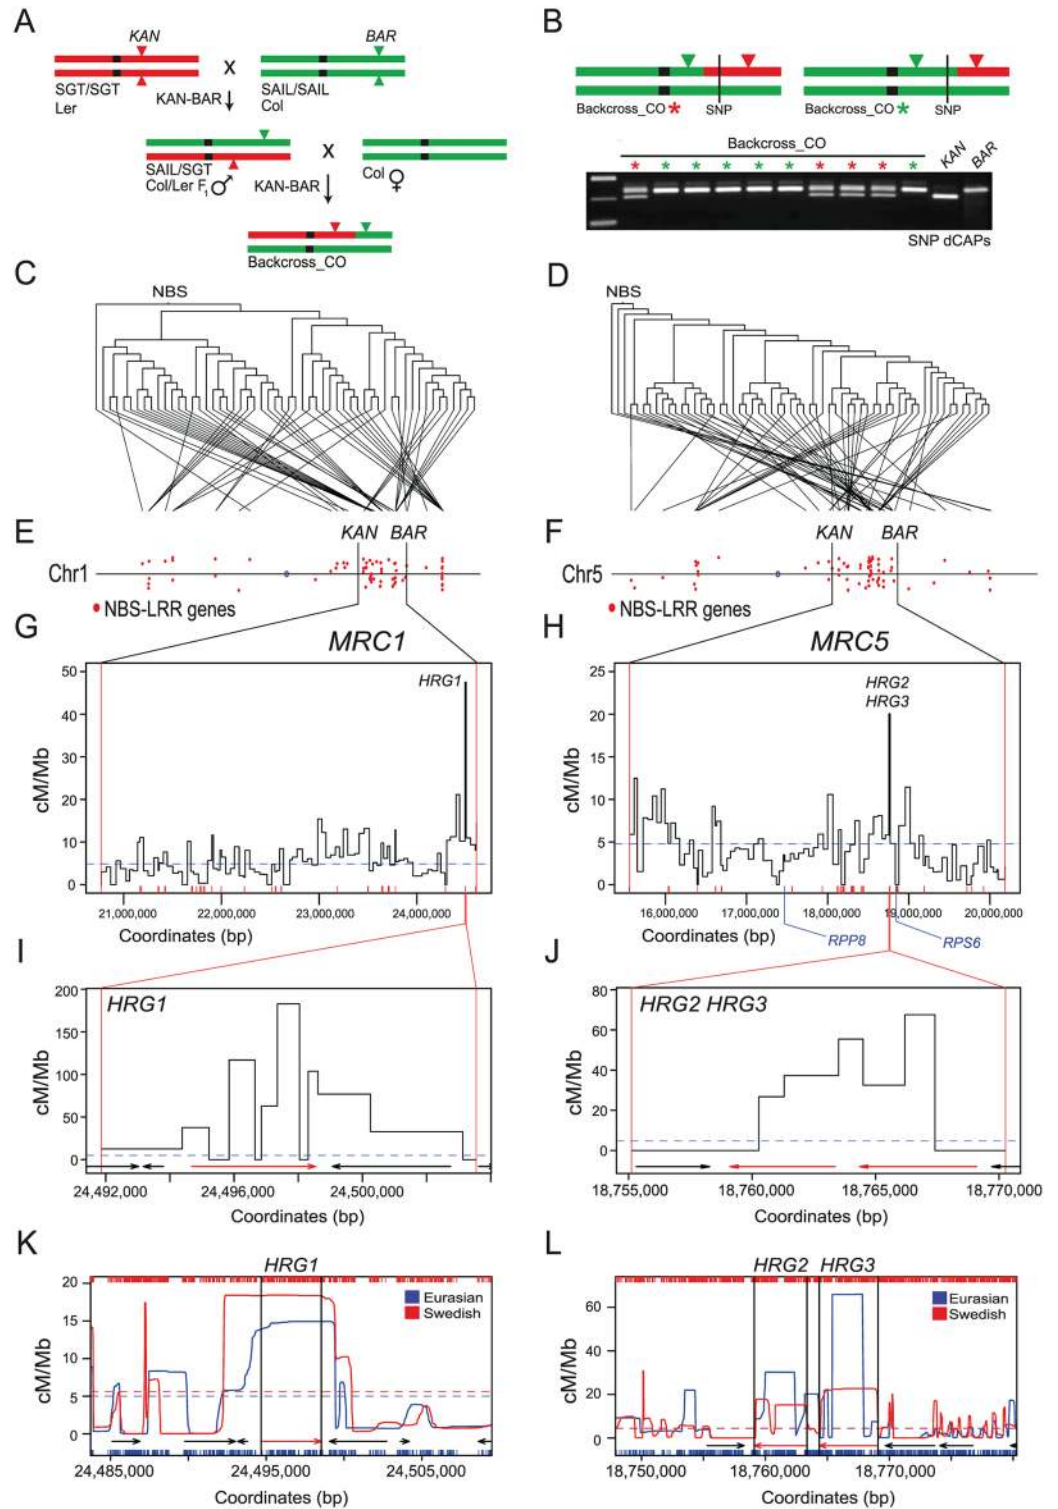 A
KAN
BAR
X
SGT/SGT
Ler
KAN-BAR
SAIL/SAIL
Col
X
SAIL/SGT
Col/Ler F1 ♂
KAN-BAR
Col ♀
Backcross_CO
B
Backcross_CO *
SNP
Backcross_CO *
SNP
Backcross_CO
KAN
BAR
* * * * * * * * * *
SNP dCAPs
C
NBS
D
NBS
E
KAN BAR
Chr1
NBS-LRR genes
F
KAN BAR
Chr5
NBS-LRR genes
G
MRC1
HRG1
cM/Mb
50
40
30
20
10
0
21,000,000 22,000,000 23,000,000 24,000,000
Coordinates (bp)
H
MRC5
HRG2
HRG3
cM/Mb
25
20
15
10
5
0
16,000,000 17,000,000 18,000,000 19,000,000 20,000,000
Coordinates (bp)
RPP8
RPS6
I
HRG1
cM/Mb
200
150
100
50
0
24,492,000 24,496,000 24,500,000
Coordinates (bp)
J
HRG2 HRG3
cM/Mb
80
60
40
20
0
18,755,000 18,760,000 18,765,000 18,770,000
Coordinates (bp)
K
HRG1
Eurasian
Swedish
cM/Mb
20
15
10
5
0
24,485,000 24,495,000 24,505,000
Coordinates (bp)
L
HRG2 HRG3
Eurasian
Swedish
cM/Mb
60
40
20
0
18,750,000 18,760,000 18,770,000
Coordinates (bp)